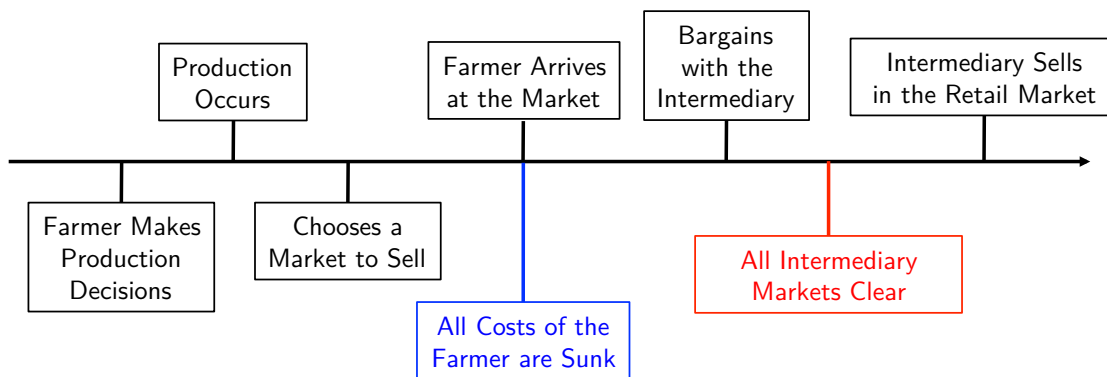 Production
Occurs
Farmer Arrives
at the Market
Bargains
with the
Intermediary
Intermediary Sells
in the Retail Market
Farmer Makes
Production
Decisions
Chooses a
Market to Sell
All Costs of the
Farmer are Sunk
All Intermediary
Markets Clear